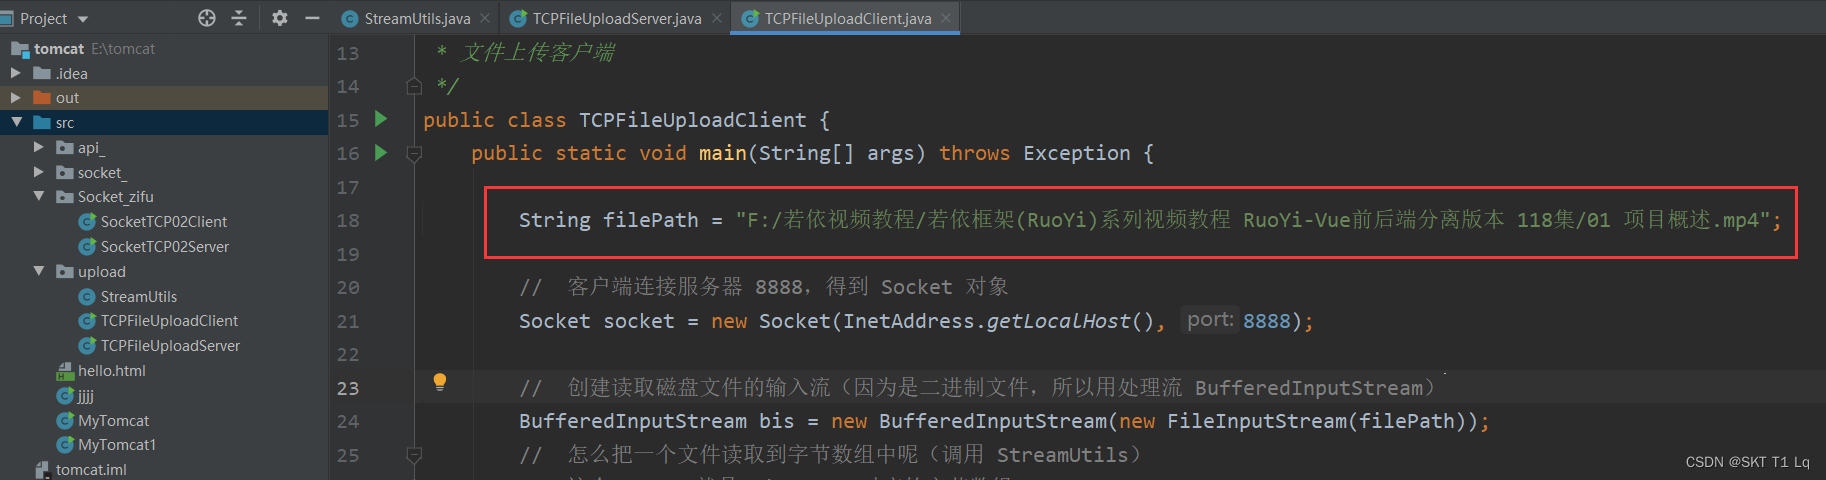 Project
StreamUtils.java
TCPFileUploadServer.java
TCPFileUploadClient.java
tomcat E:\tomcat
.idea
out
src
api_
socket_
Socket_zifu
SocketTCP02Client
SocketTCP02Server
upload
StreamUtils
TCPFileUploadClient
TCPFileUploadServer
hello.html
jjjj
MyTomcat
MyTomcat1
tomcat.iml
13 * 文件上传客户端
14 */
15 public class TCPFileUploadClient {
16 public static void main(String[] args) throws Exception {
17
18 String filePath = "F:/若依视频教程/若依框架(RuoYi)系列视频教程 RuoYi-Vue前后端分离版本 118集/01 项目概述.mp4";
19
20 // 客户端连接服务器 8888，得到 Socket 对象
21 Socket socket = new Socket(InetAddress.getLocalHost(), port: 8888);
22
23 // 创建读取磁盘文件的输入流（因为是二进制文件，所以用处理流 BufferedInputStream）
24 BufferedInputStream bis = new BufferedInputStream(new FileInputStream(filePath));
25 // 怎么把一个文件读取到字节数组中呢（调用 StreamUtils）
CSDN @SKT T1 Lq